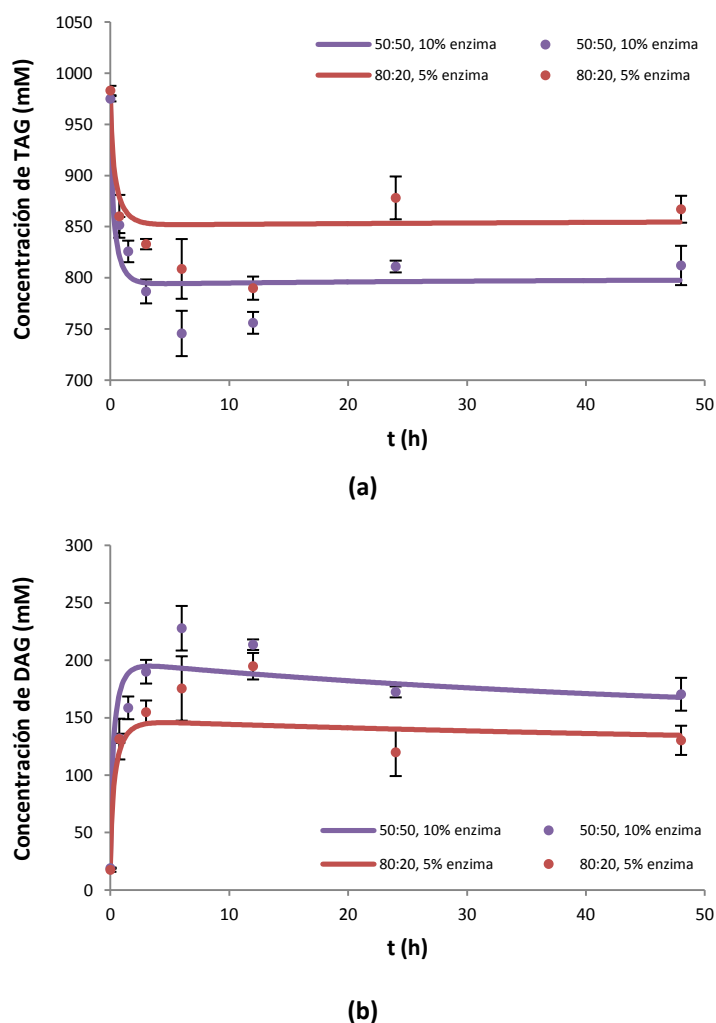 1050
1000
950
900
850
800
750
700
Concentración de TAG (mM)
50:50, 10% enzima
50:50, 10% enzima
80:20, 5% enzima
80:20, 5% enzima
0
10
20
30
40
50
t (h)
(a)
300
250
200
150
100
50
0
Concentración de DAG (mM)
50:50, 10% enzima
50:50, 10% enzima
80:20, 5% enzima
80:20, 5% enzima
0
10
20
30
40
50
t (h)
(b)